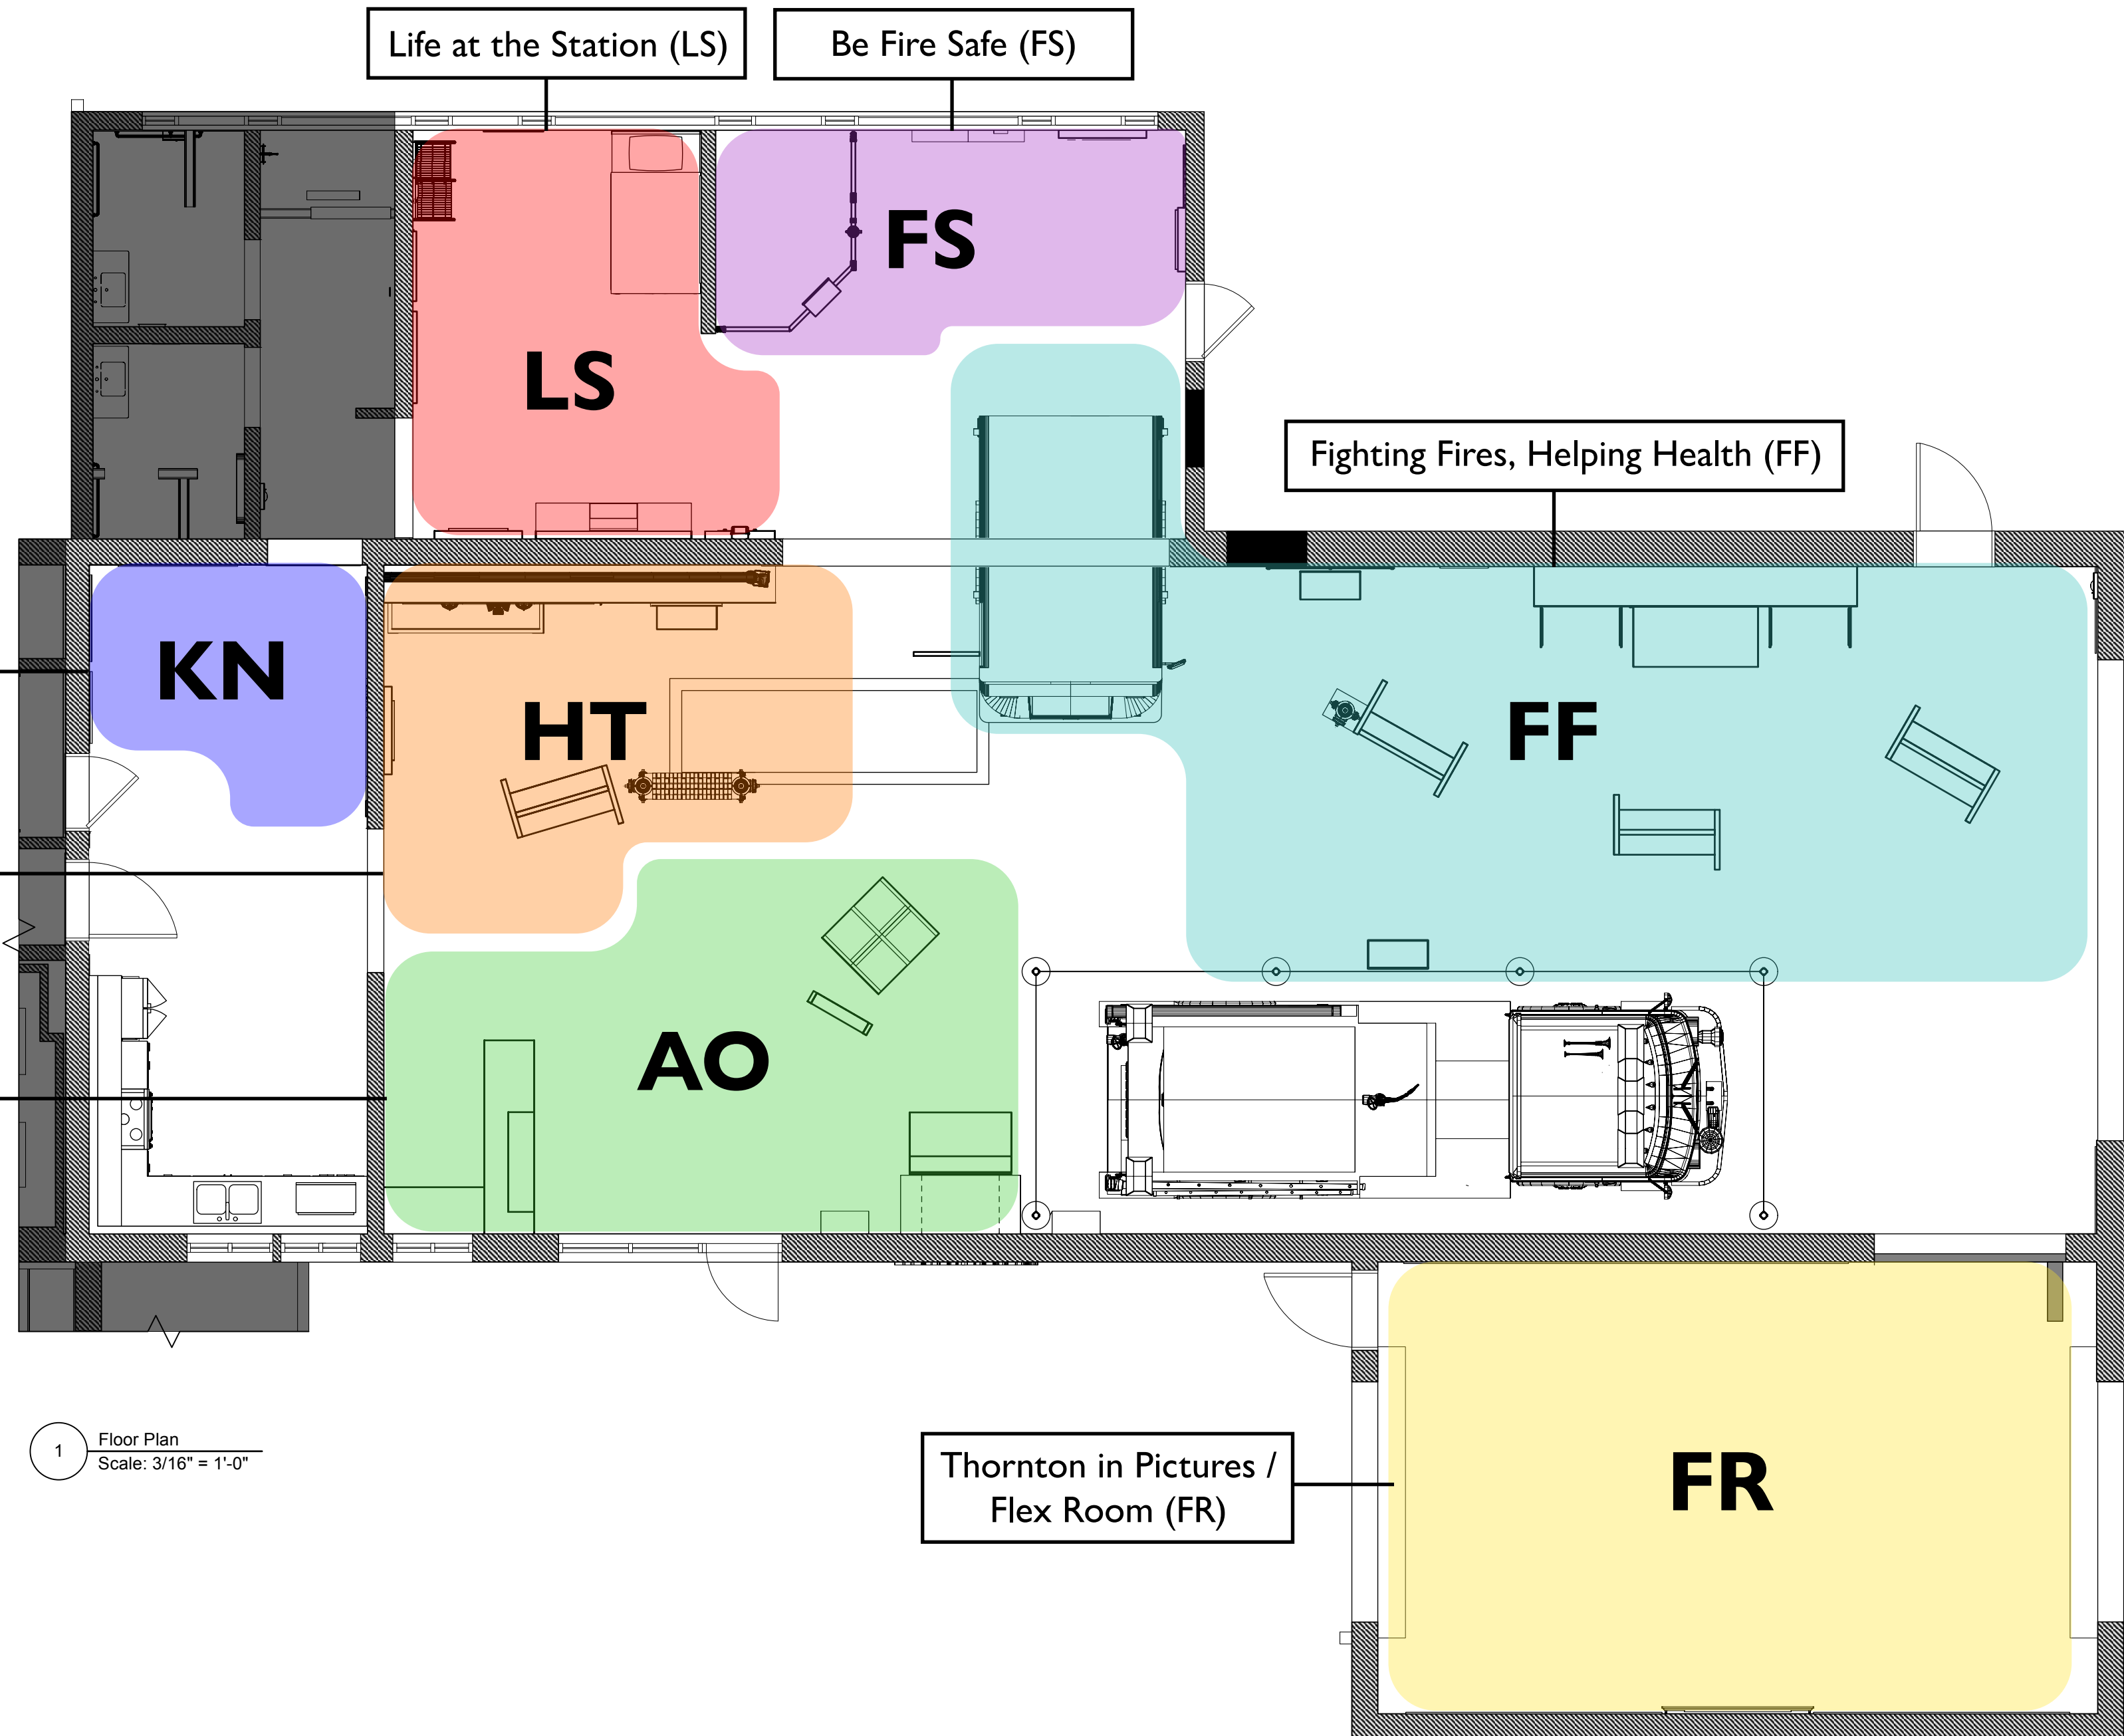 Life at the Station (LS)
Be Fire Safe (FS)
FS
LS
Fighting Fires, Helping Health (FF)
KN
HT
FF
AO
1
Floor Plan
Scale: 3/16" = 1'-0"
Thornton in Pictures /
Flex Room (FR)
FR